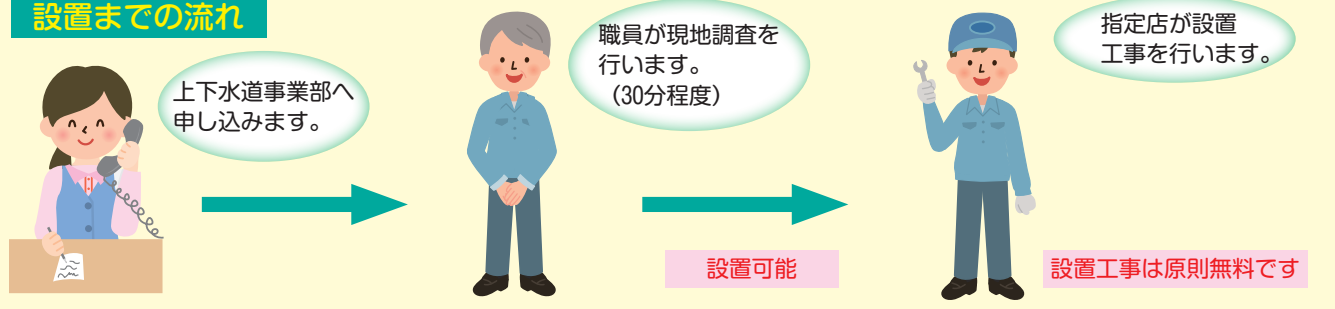 設置までの流れ
上下水道事業部へ
申し込みます。
職員が現地調査を
行います。
（30分程度）
設置可能
指定店が設置
工事を行います。
設置工事は原則無料です